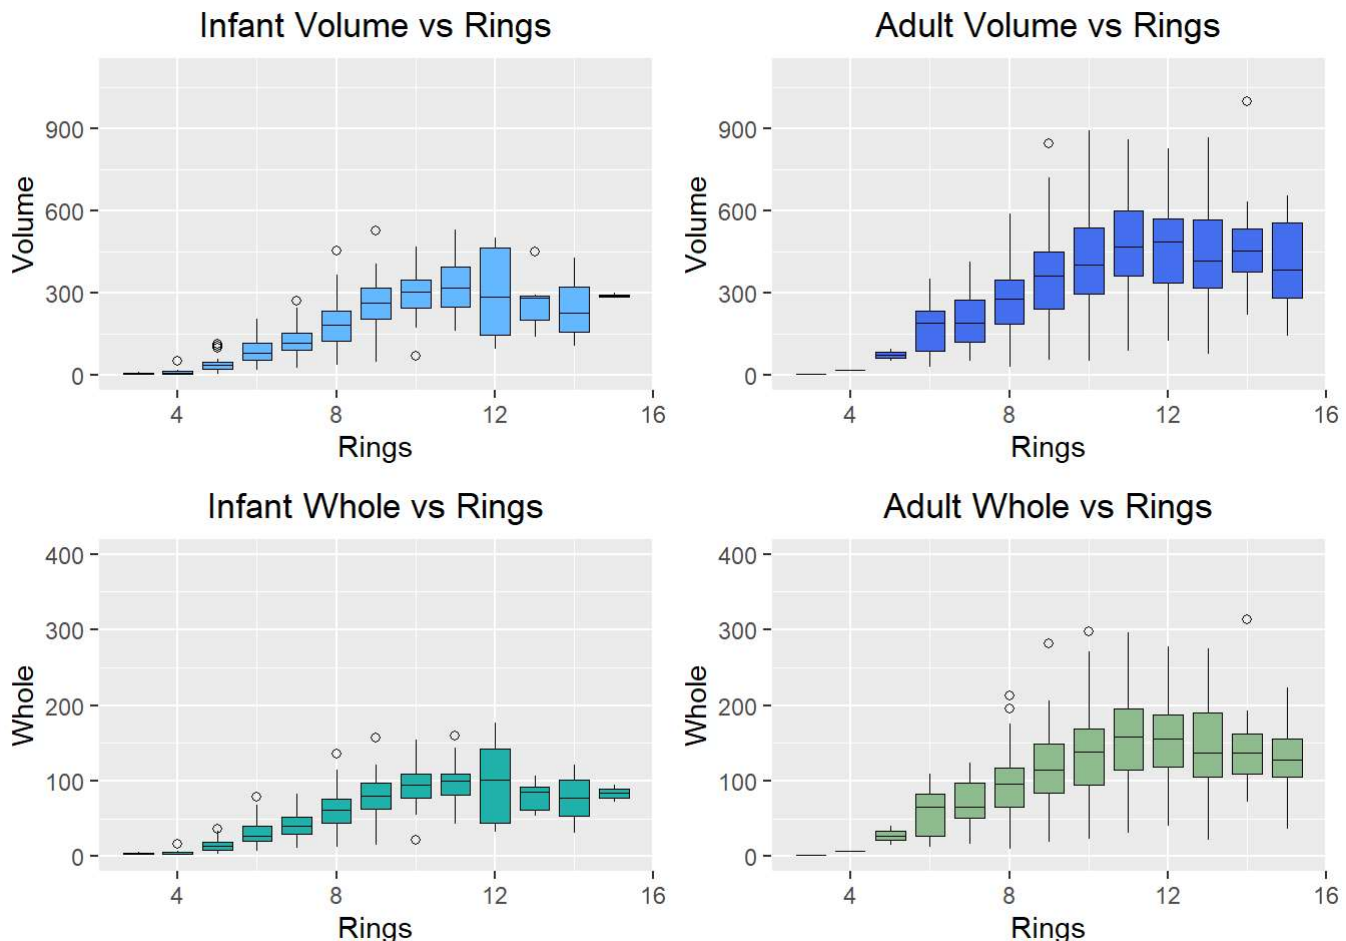 Infant Volume vs Rings
Adult Volume vs Rings
Volume
900
600
300
0
4
8
12
16
Rings
Volume
900
600
300
0
4
8
12
16
Rings
Infant Whole vs Rings
Adult Whole vs Rings
Whole
400
300
200
100
0
4
8
12
16
Rings
Whole
400
300
200
100
0
4
8
12
16
Rings